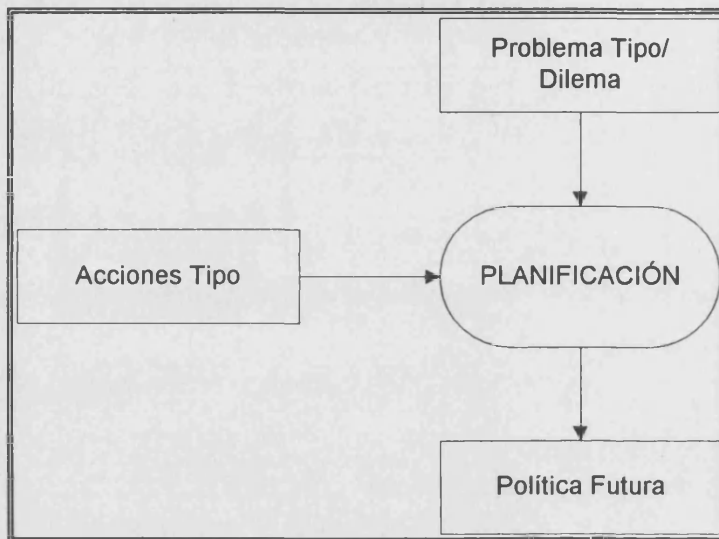 Problema Tipo/
Dilema
Acciones Tipo
PLANIFICACIÓN
Política Futura